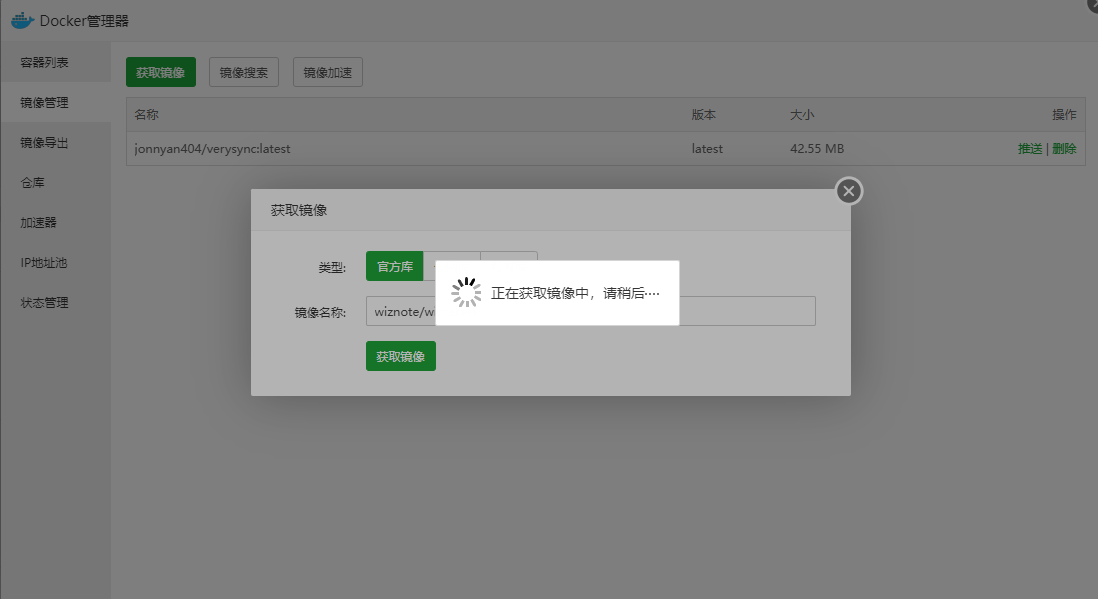 Docker管理器
容器列表
镜像管理
镜像导出
仓库
加速器
IP地址池
状态管理
获取镜像 镜像搜索 镜像加速
名称 版本 大小 操作
jonnyan404/verysync:latest latest 42.55 MB 推送 | 删除
获取镜像
类型: 官方库
正在获取镜像中，请稍后····
镜像名称: wiznote/w
获取镜像